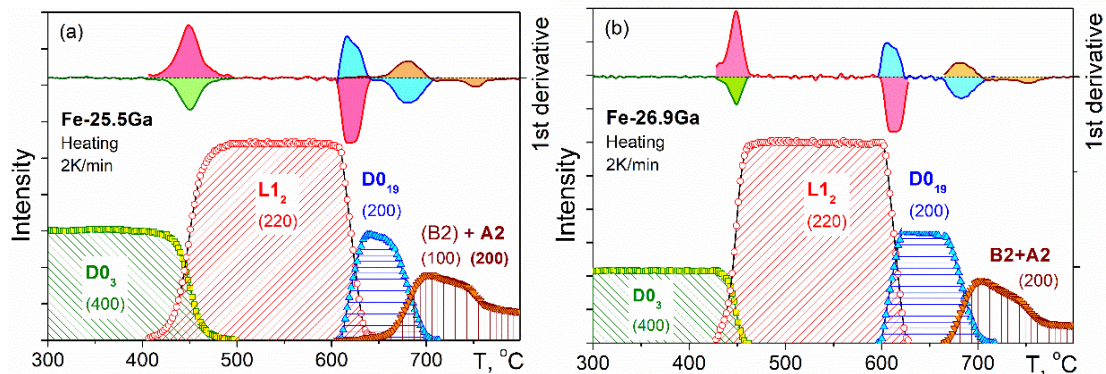 (a)
1st derivative
Fe-25.5Ga
Heating
2K/min
Intensity
L1₂
(220)
D0₁₉
(200)
(B2) + A2
(100) (200)
D0₃
(400)
300 400 500 600 700
T, °C
(b)
1st derivative
Fe-26.9Ga
Heating
2K/min
Intensity
L1₂
(220)
D0₁₉
(200)
B2+A2
(200)
D0₃
(400)
300 400 500 600 700
T, °C